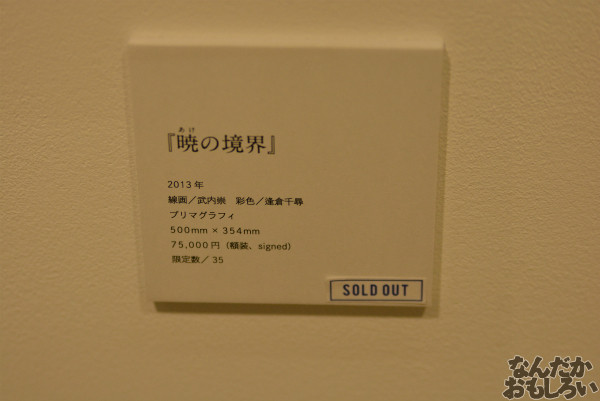 あけ
『暁の境界』
2013年
線画／武内崇　彩色／逢倉千尋
プリマグラフィ
500mm × 354mm
75,000円（額装、signed）
限定数／35
SOLD OUT
なんだか
おもしろい